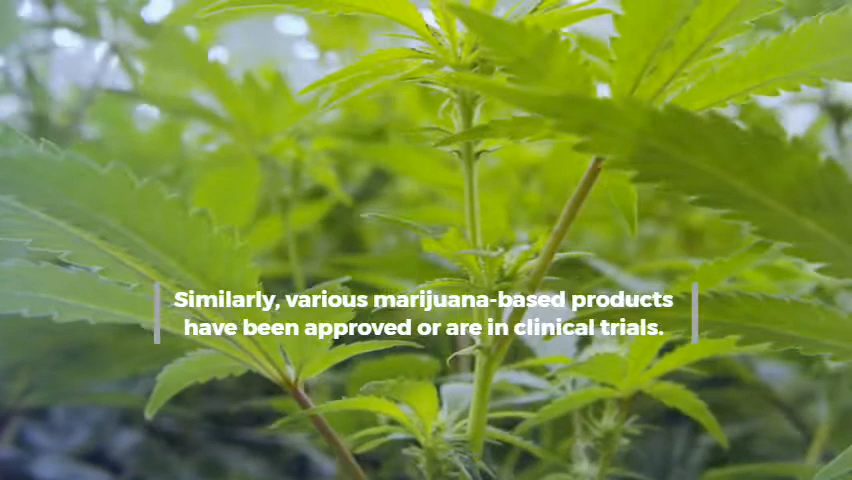 Similarly, various marijuana-based products
have been approved or are in clinical trials.